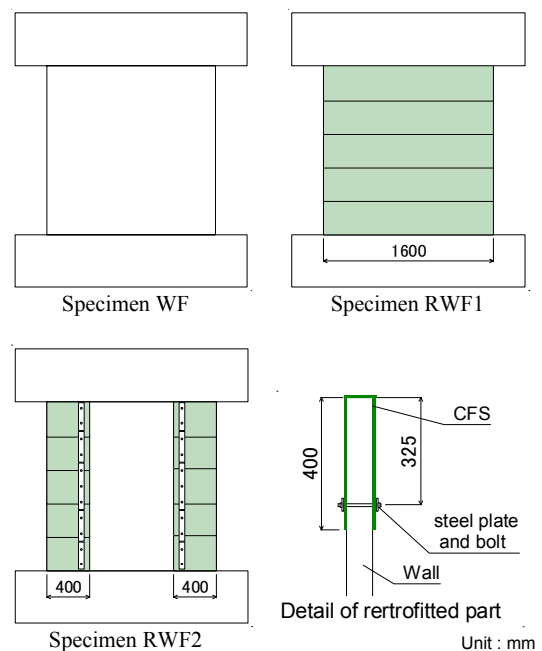 Specimen WF
1600
Specimen RWF1
400
400
Specimen RWF2
400
325
CFS
steel plate
and bolt
Wall
Detail of rertrofitted part
Unit : mm